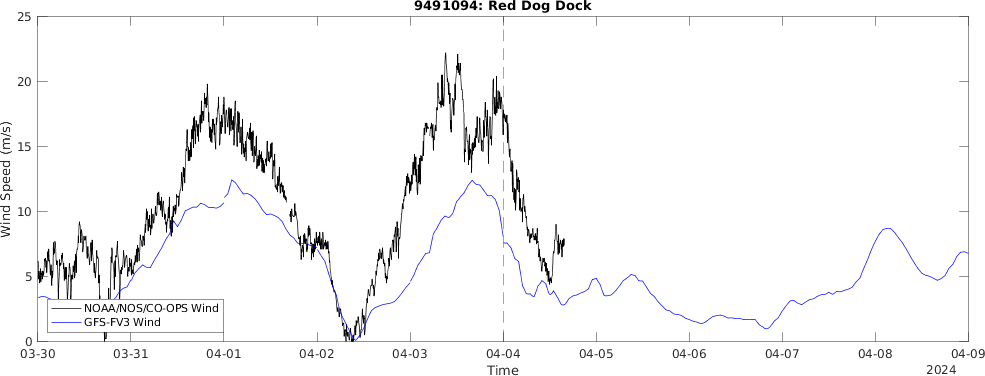 9491094: Red Dog Dock
25
20
15
10
5
0
Wind Speed (m/s)
NOAA/NOS/CO-OPS Wind
GFS-FV3 Wind
03-30 03-31 04-01 04-02 04-03 04-04 04-05 04-06 04-07 04-08 04-09
Time
2024